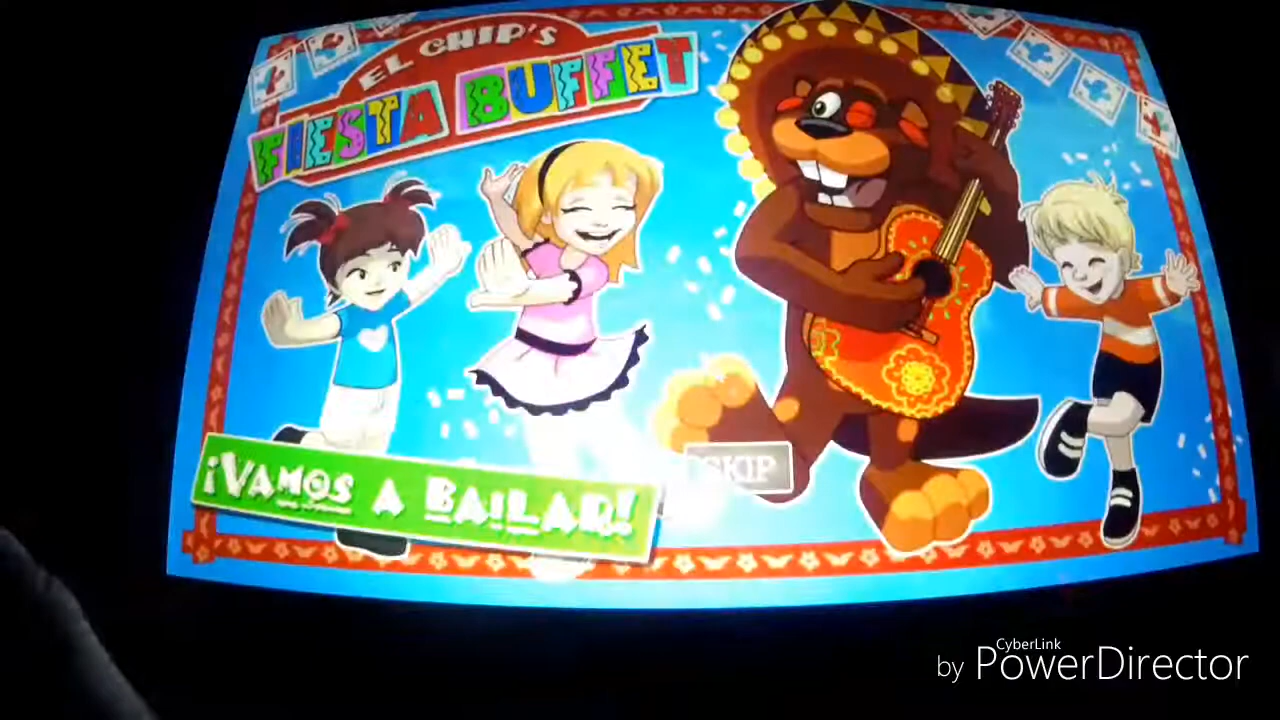 EL CHIP'S
FIESTA BUFFET
¡VAMOS A BAILAR!
SKIP
CyberLink
by PowerDirector